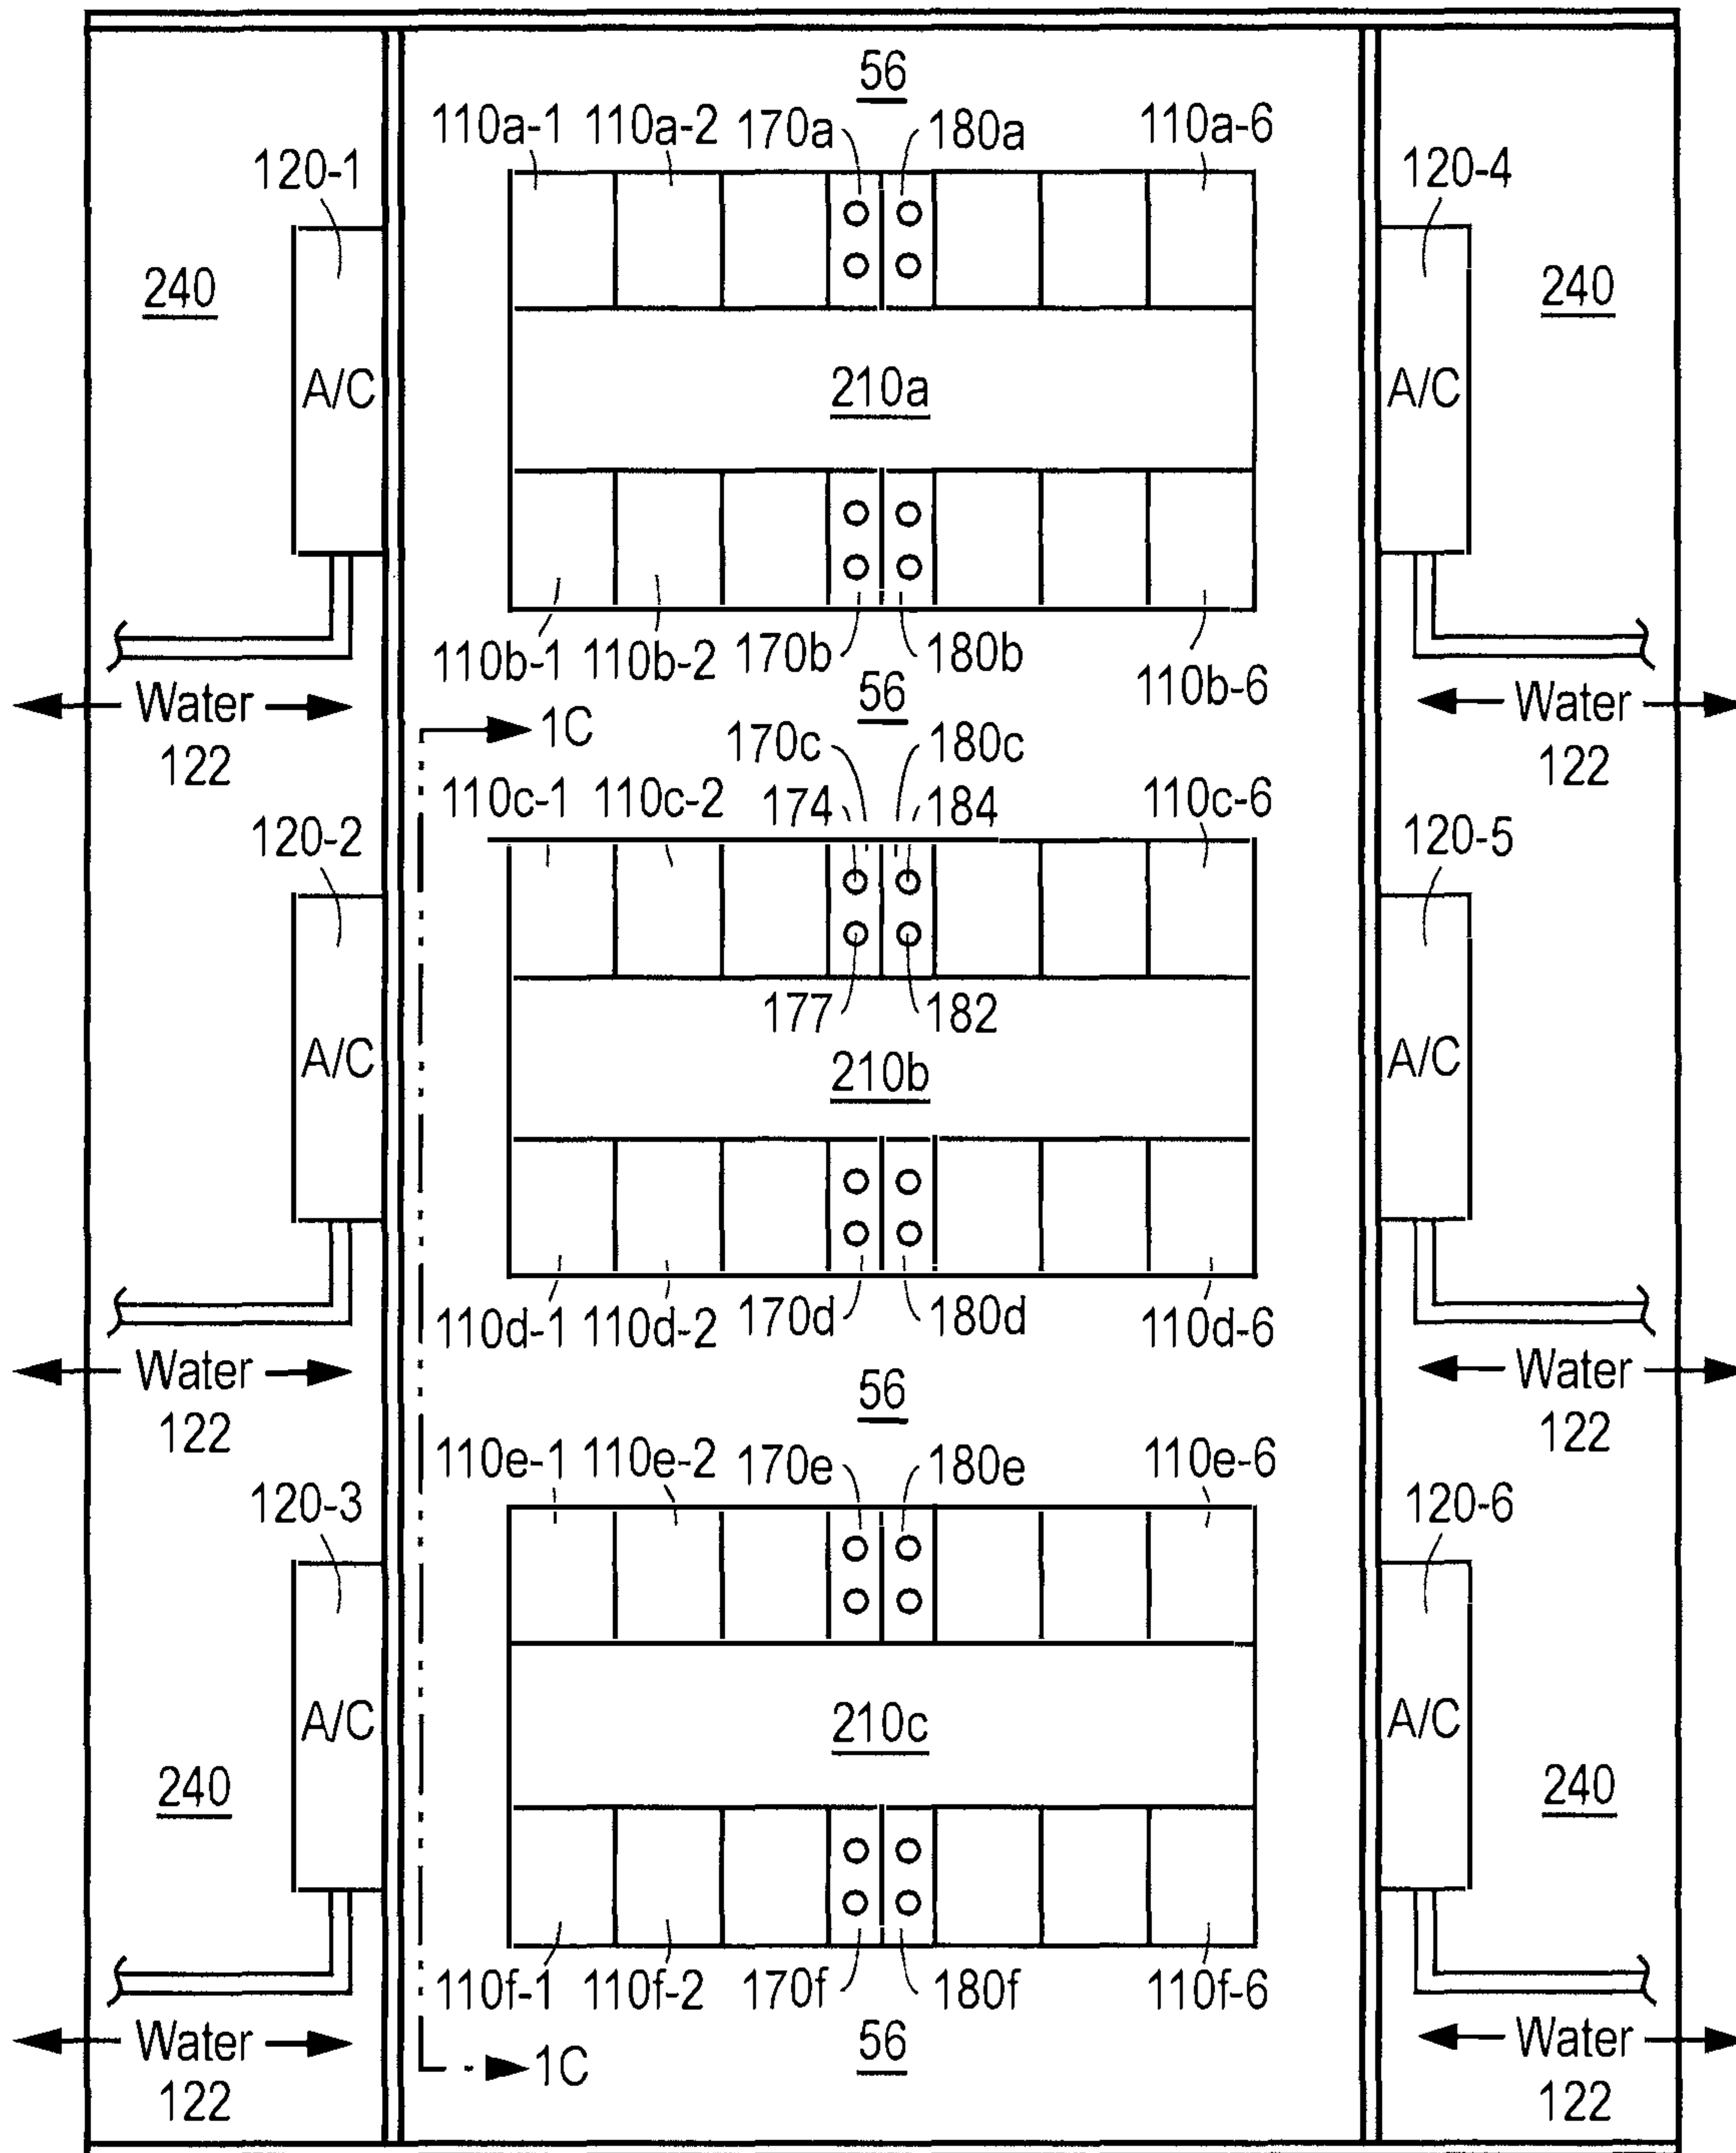 56
110a-1 110a-2 170a 180a 110a-6
120-1 120-4
240 240
A/C 210a A/C
110b-1 110b-2 170b 180b 110b-6
Water 56 Water
122 122
1C
170c 180c
110c-1 110c-2 174 184 110c-6
120-2 120-5
177 182
A/C 210b A/C
110d-1 110d-2 170d 180d 110d-6
Water 56 Water
122 122
110e-1 110e-2 170e 180e 110e-6
120-3 120-6
A/C 210c A/C
240 240
110f-1 110f-2 170f 180f 110f-6
Water 56 Water
1C
122 122